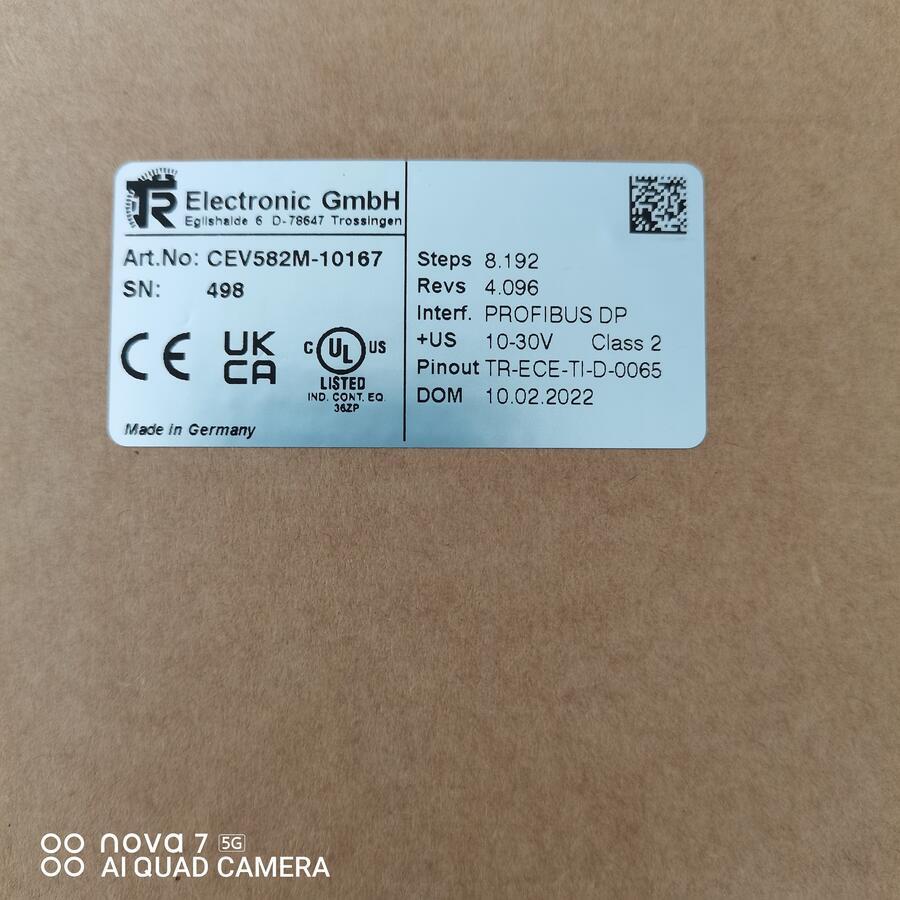 TR Electronic GmbH
Eglishalde 6 D-78647 Trossingen
Art.No: CEV582M-10167
SN: 498
CE UK CA C UL US
LISTED
IND. CONT. EQ.
36ZP
Made in Germany
Steps 8.192
Revs 4.096
Interf. PROFIBUS DP
+US 10-30V Class 2
Pinout TR-ECE-TI-D-0065
DOM 10.02.2022
nova 7 5G
AI QUAD CAMERA